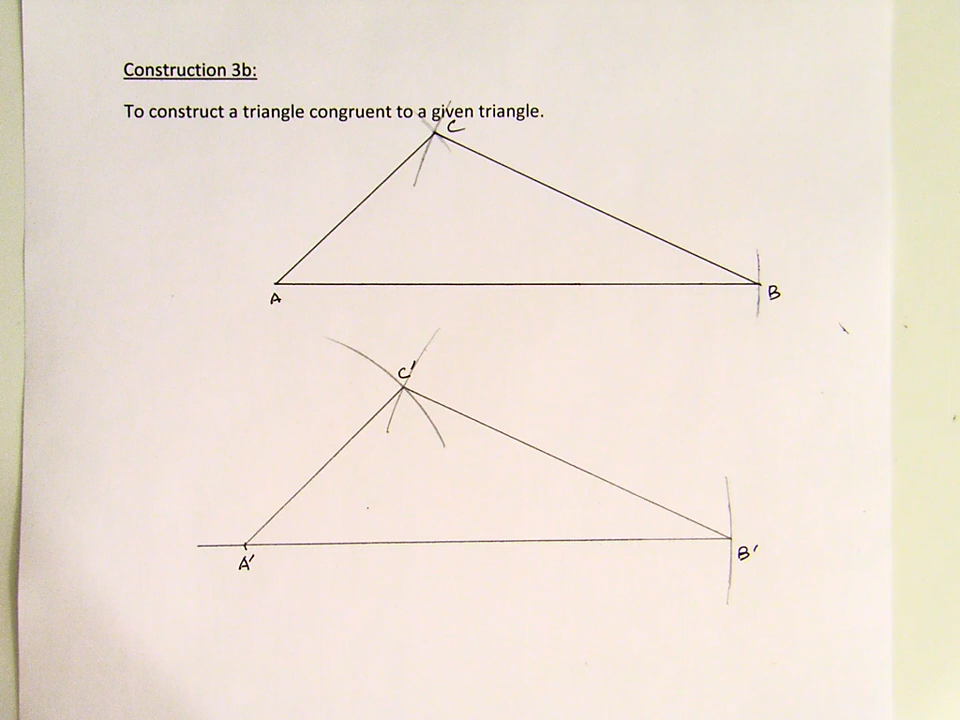 Construction 3b:
To construct a triangle congruent to a given triangle.
C
A
B
C'
A'
B'